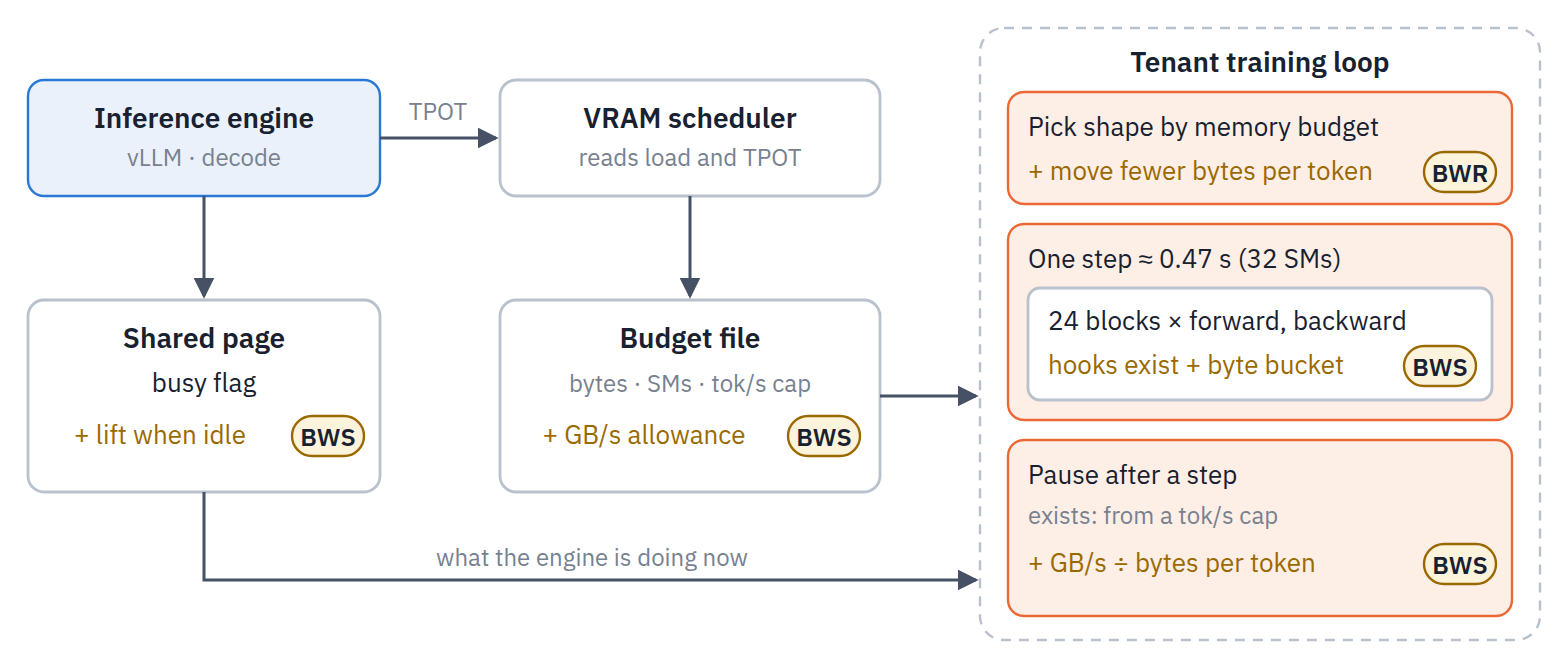 Inference engine
vLLM · decode
TPOT
VRAM scheduler
reads load and TPOT
Shared page
busy flag
+ lift when idle
BWS
Budget file
bytes · SMs · tok/s cap
+ GB/s allowance
BWS
what the engine is doing now
Tenant training loop
Pick shape by memory budget
+ move fewer bytes per token
BWR
One step ≈ 0.47 s (32 SMs)
24 blocks × forward, backward
hooks exist + byte bucket
BWS
Pause after a step
exists: from a tok/s cap
+ GB/s ÷ bytes per token
BWS